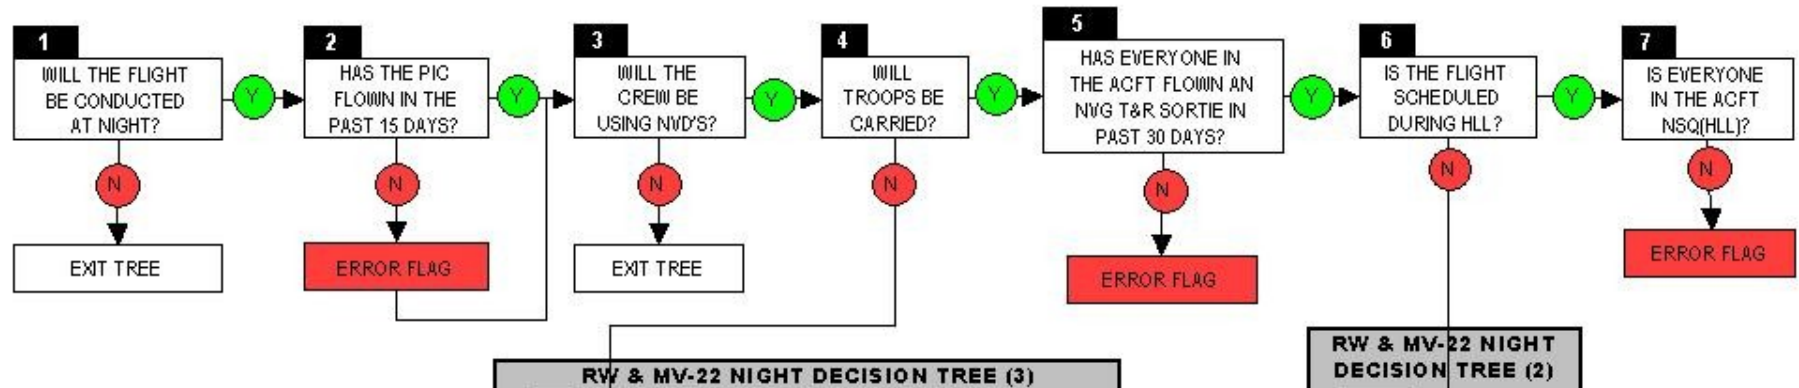 1
WILL THE FLIGHT
BE CONDUCTED
AT NIGHT?
Y
N
EXIT TREE
2
HAS THE PIC
FLOWN IN THE
PAST 15 DAYS?
Y
N
ERROR FLAG
3
WILL THE
CREW BE
USING NVD'S?
Y
N
EXIT TREE
4
WILL
TROOPS BE
CARRIED?
Y
N
5
HAS EVERYONE IN
THE ACFT FLOWN AN
NVG T&R SORTIE IN
PAST 30 DAYS?
Y
N
ERROR FLAG
6
IS THE FLIGHT
SCHEDULED
DURING HLL?
Y
N
7
IS EVERYONE
IN THE ACFT
NSQ(HLL)?
N
ERROR FLAG
RW & MV-22 NIGHT DECISION TREE (3)
RW & MV-22 NIGHT
DECISION TREE (2)